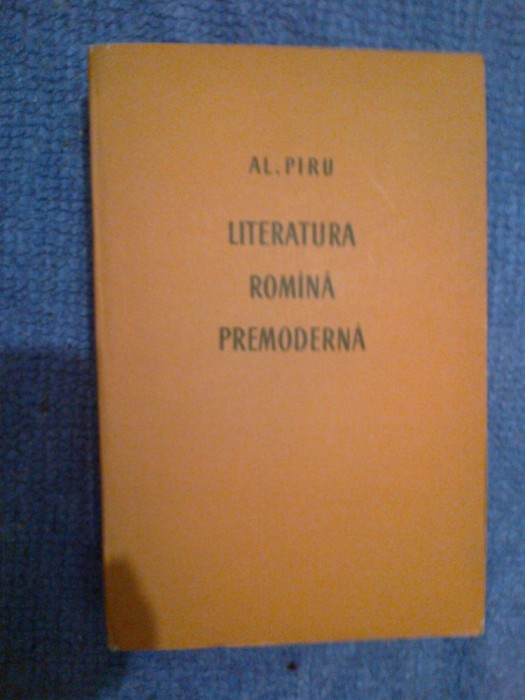 AL. PIRU
LITERATURA
ROMÎNĂ
PREMODERNĂ